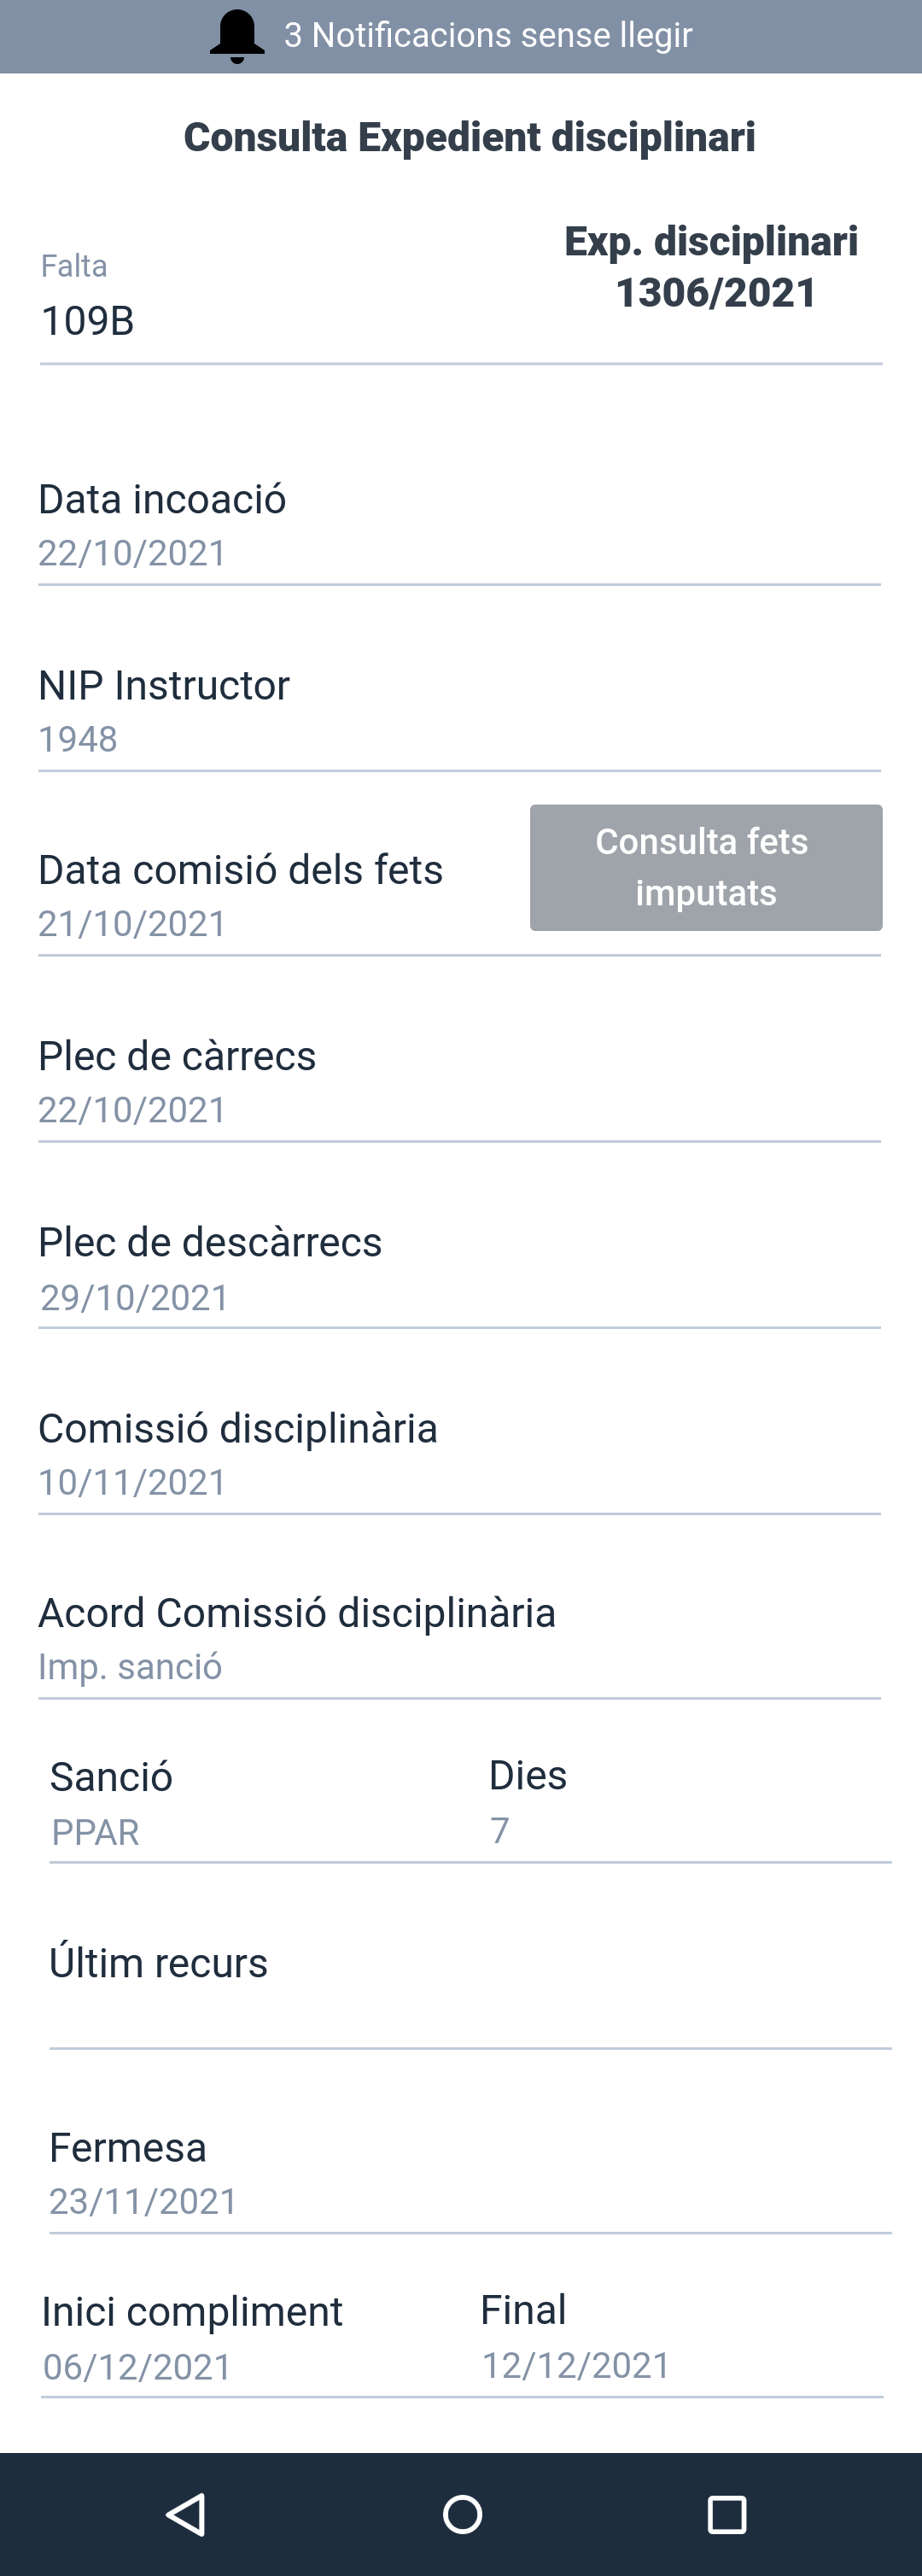 3 Notificacions sense llegir
Consulta Expedient disciplinari
Falta
109B
Exp. disciplinari
1306/2021
Data incoació
22/10/2021
NIP Instructor
1948
Data comisió dels fets
21/10/2021
Consulta fets
imputats
Plec de càrrecs
22/10/2021
Plec de descàrrecs
29/10/2021
Comissió disciplinària
10/11/2021
Acord Comissió disciplinària
Imp. sanció
Sanció
PPAR
Dies
7
Últim recurs
Fermesa
23/11/2021
Inici compliment
06/12/2021
Final
12/12/2021